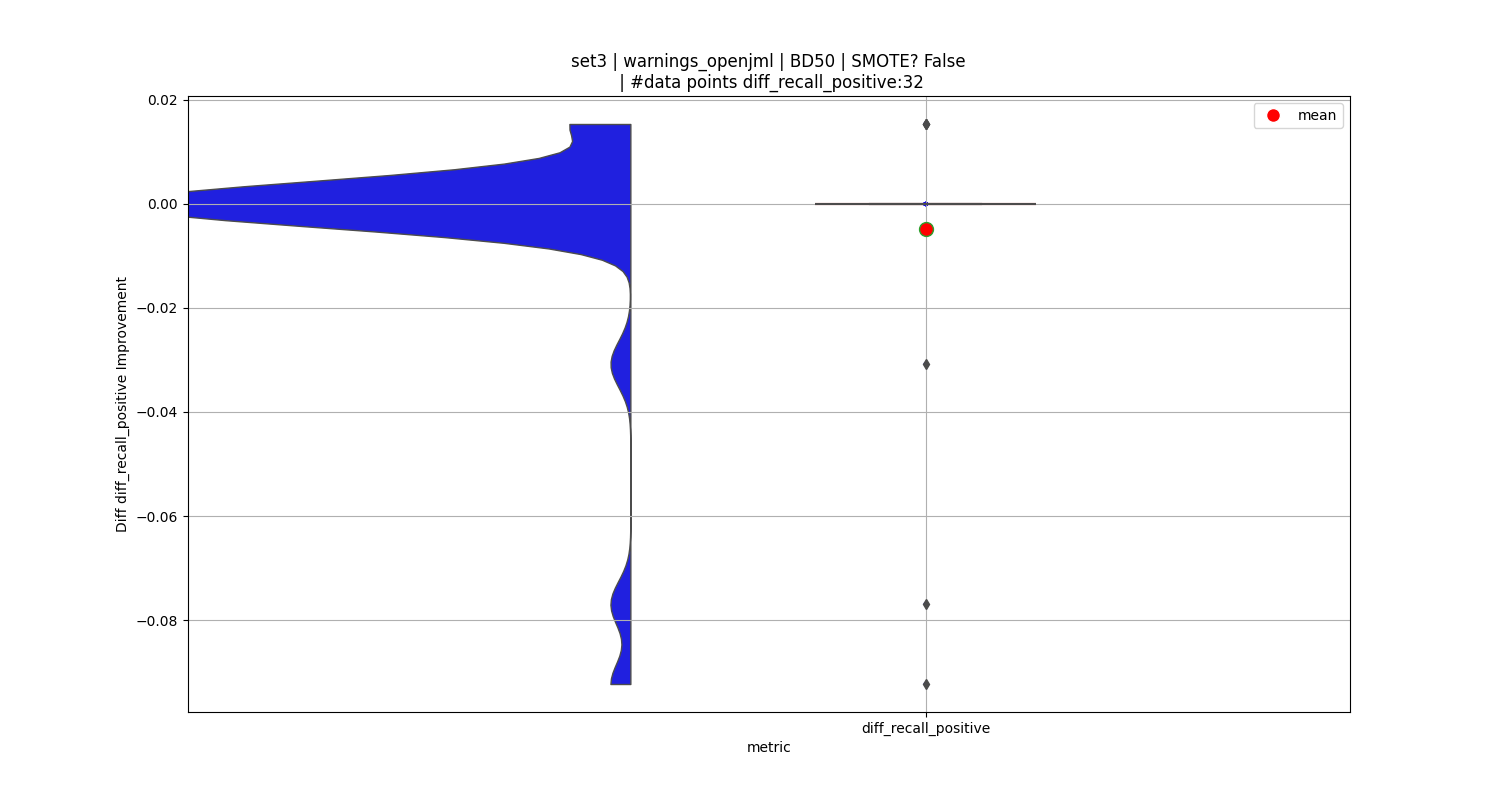 set3 | warnings_openjml | BD50 | SMOTE? False
| #data points diff_recall_positive:32
mean
0.02
0.00
−0.02
−0.04
−0.06
−0.08
Diff diff_recall_positive Improvement
diff_recall_positive
metric